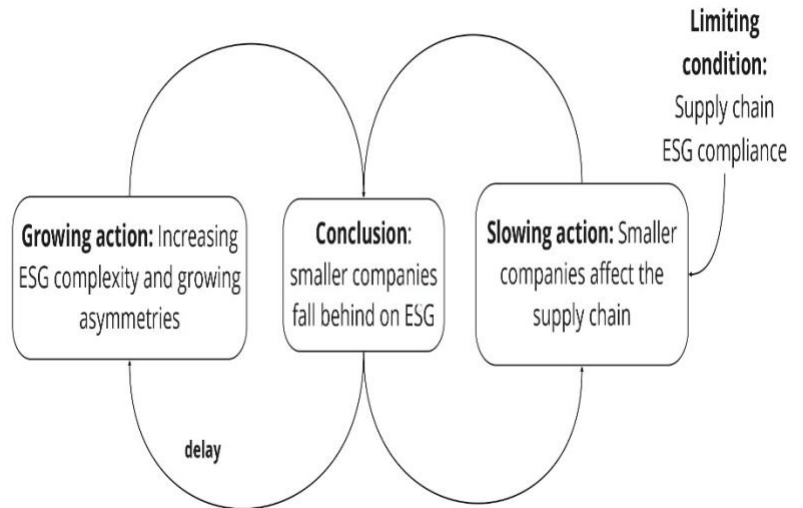 Limiting
condition:
Supply chain
ESG compliance
Growing action: Increasing
ESG complexity and growing
asymmetries
Conclusion:
smaller companies
fall behind on ESG
Slowing action: Smaller
companies affect the
supply chain
delay